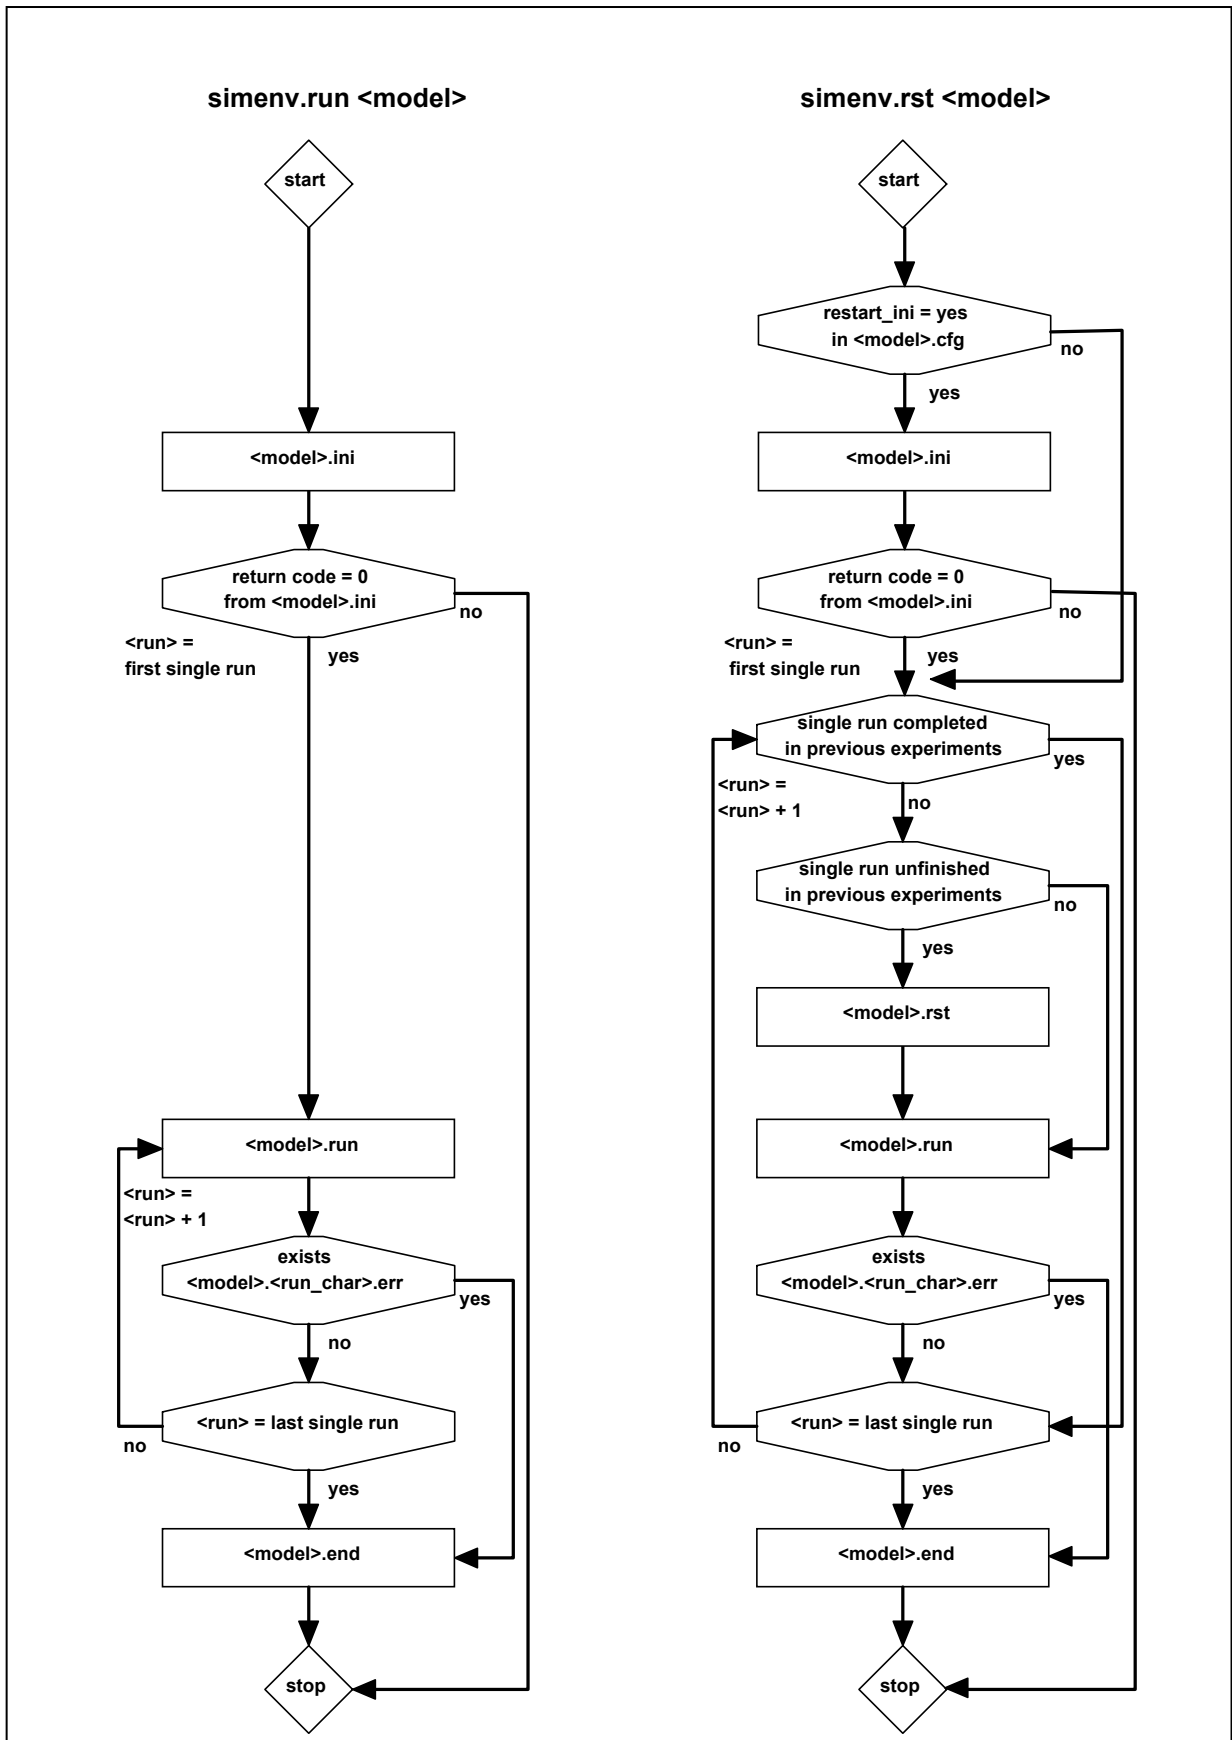 simenv.run <model>
start
<model>.ini
return code = 0
from <model>.ini
no
<run> =
first single run
yes
<model>.run
<run> =
<run> + 1
exists
<model>.<run_char>.err
yes
no
<run> = last single run
no
yes
<model>.end
stop
simenv.rst <model>
start
restart_ini = yes
in <model>.cfg
no
yes
<model>.ini
return code = 0
from <model>.ini
no
<run> =
first single run
yes
single run completed
in previous experiments
yes
<run> =
<run> + 1
no
single run unfinished
in previous experiments
no
yes
<model>.rst
<model>.run
exists
<model>.<run_char>.err
yes
no
<run> = last single run
no
yes
<model>.end
stop